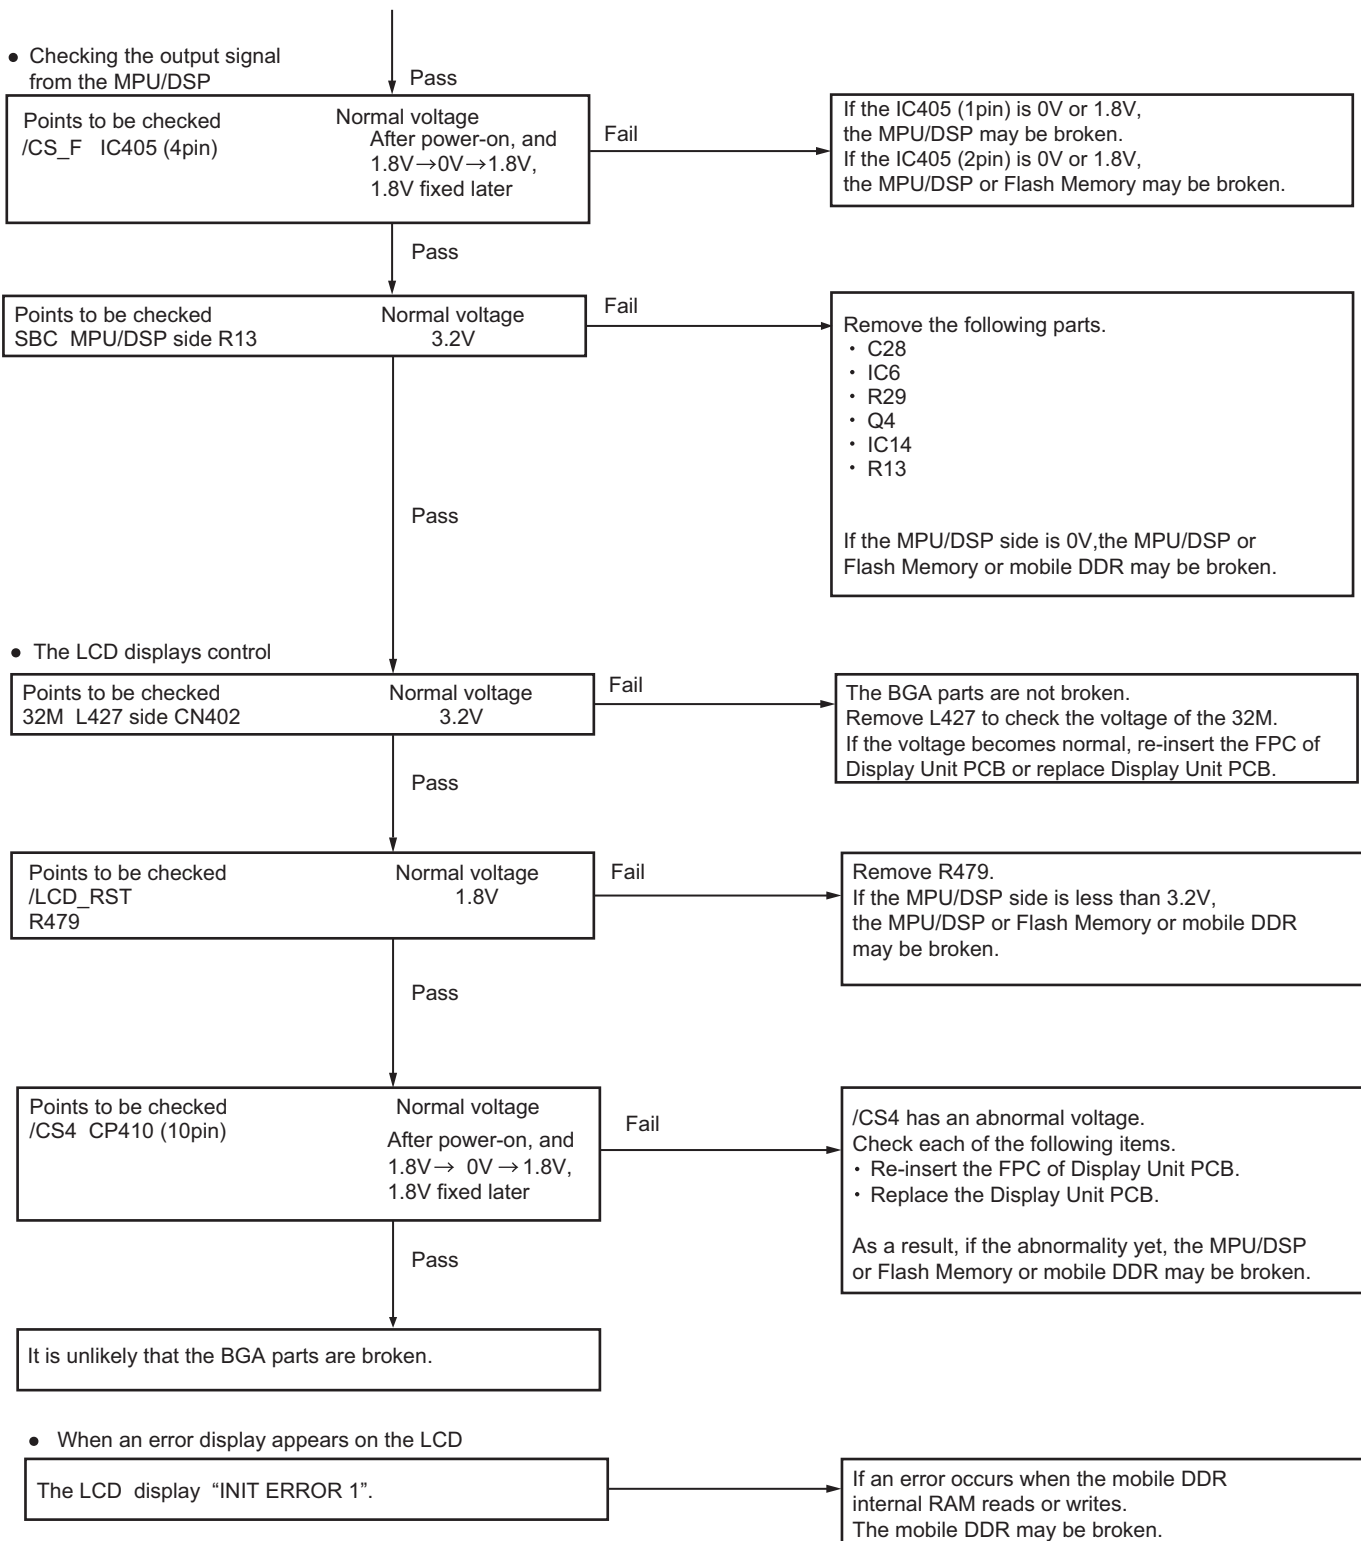 ● Checking the output signal
from the MPU/DSP
Pass
Points to be checked
/CS_F IC405 (4pin)
Normal voltage
After power-on, and
1.8V→0V→1.8V,
1.8V fixed later
Fail
If the IC405 (1pin) is 0V or 1.8V,
the MPU/DSP may be broken.
If the IC405 (2pin) is 0V or 1.8V,
the MPU/DSP or Flash Memory may be broken.
Pass
Points to be checked
SBC MPU/DSP side R13
Normal voltage
3.2V
Fail
Remove the following parts.
・ C28
・ IC6
・ R29
・ Q4
・ IC14
・ R13
If the MPU/DSP side is 0V,the MPU/DSP or
Flash Memory or mobile DDR may be broken.
Pass
● The LCD displays control
Points to be checked
32M L427 side CN402
Normal voltage
3.2V
Fail
The BGA parts are not broken.
Remove L427 to check the voltage of the 32M.
If the voltage becomes normal, re-insert the FPC of
Display Unit PCB or replace Display Unit PCB.
Pass
Points to be checked
/LCD_RST
R479
Normal voltage
1.8V
Fail
Remove R479.
If the MPU/DSP side is less than 3.2V,
the MPU/DSP or Flash Memory or mobile DDR
may be broken.
Pass
Points to be checked
/CS4 CP410 (10pin)
Normal voltage
After power-on, and
1.8V→ 0V→1.8V,
1.8V fixed later
Fail
/CS4 has an abnormal voltage.
Check each of the following items.
・ Re-insert the FPC of Display Unit PCB.
・ Replace the Display Unit PCB.
As a result, if the abnormality yet, the MPU/DSP
or Flash Memory or mobile DDR may be broken.
Pass
It is unlikely that the BGA parts are broken.
● When an error display appears on the LCD
The LCD display “INIT ERROR 1”.
If an error occurs when the mobile DDR
internal RAM reads or writes.
The mobile DDR may be broken.